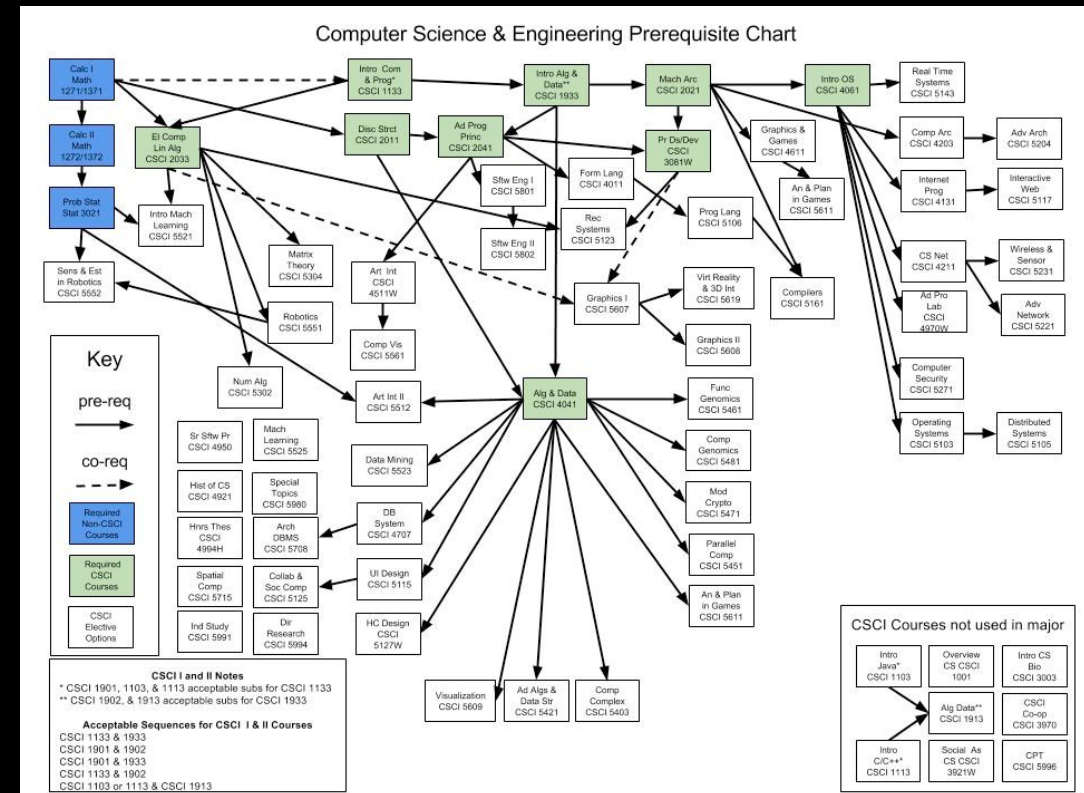 Computer Science & Engineering Prerequisite Chart
Calc I
Math
1271/1371
Intro Com
& Prog*
CSCI 1133
Intro Alg &
Data**
CSCI 1933
Mach Arc
CSCI 2021
Intro OS
CSCI 4061
Real Time
Systems
CSCI 5143
Calc II
Math
1272/1372
El Comp
Lin Alg
CSCI 2033
Disc Strct
CSCI 2011
Ad Prog
Princ
CSCI 2041
Pr Ds/Dev
CSCI
3081W
Graphics &
Games
CSCI 4611
Comp Arc
CSCI 4203
Adv Arch
CSCI 5204
Prob Stat
Stat 3021
Intro Mach
Learning
CSCI 5521
Sftw Eng I
CSCI 5801
Form Lang
CSCI 4011
An & Plan
in Games
CSCI 5611
Internet
Prog
CSCI 4131
Interactive
Web
CSCI 5117
Matrix
Theory
CSCI 5304
Sftw Eng II
CSCI 5802
Rec
Systems
CSCI 5123
Prog Lang
CSCI 5106
Sens & Est
in Robotics
CSCI 5552
Art Int
CSCI
4511W
CS Net
CSCI 4211
Wireless &
Sensor
CSCI 5231
Robotics
CSCI 5551
Graphics I
CSCI 5607
Virt Reality
& 3D Int
CSCI 5619
Compilers
CSCI 5161
Ad Pro
Lab
CSCI
4970W
Adv
Network
CSCI 5221
Comp Vis
CSCI 5561
Graphics II
CSCI 5608
Num Alg
CSCI 5302
Art Int II
CSCI 5512
Alg & Data
CSCI 4041
Func
Genomics
CSCI 5461
Computer
Security
CSCI 5271
Operating
Systems
CSCI 5103
Distributed
Systems
CSCI 5105
Key
pre-req
co-req
Required
Non-CSCI
Courses
Required
CSCI
Courses
CSCI
Elective
Options
Sr Sftw Pr
CSCI 4950
Mach
Learning
CSCI 5525
Data Mining
CSCI 5523
Comp
Genomics
CSCI 5481
Hist of CS
CSCI 4921
Special
Topics
CSCI 5980
Mod
Crypto
CSCI 5471
Hnrs Thes
CSCI
4994H
Arch
DBMS
CSCI 5708
DB
System
CSCI 4707
Parallel
Comp
CSCI 5451
Spatial
Comp
CSCI 5715
Collab &
Soc Comp
CSCI 5125
UI Design
CSCI 5115
An & Plan
in Games
CSCI 5611
Ind Study
CSCI 5991
Dir
Research
CSCI 5994
HC Design
CSCI
5127W
Visualization
CSCI 5609
Ad Algs &
Data Str
CSCI 5421
Comp
Complex
CSCI 5403
CSCI I and II Notes
* CSCI 1901, 1103, & 1113 acceptable subs for CSCI 1133
** CSCI 1902, & 1913 acceptable subs for CSCI 1933
Acceptable Sequences for CSCI I & II Courses
CSCI 1133 & 1933
CSCI 1901 & 1902
CSCI 1901 & 1933
CSCI 1133 & 1902
CSCI 1103 or 1113 & CSCI 1913
CSCI Courses not used in major
Intro
Java*
CSCI 1103
Overview
CS CSCI
1001
Intro CS
Bio
CSCI 3003
Alg Data**
CSCI 1913
CSCI
Co-op
CSCI 3970
Intro
C/C++*
CSCI 1113
Social As
CS CSCI
3921W
CPT
CSCI 5996